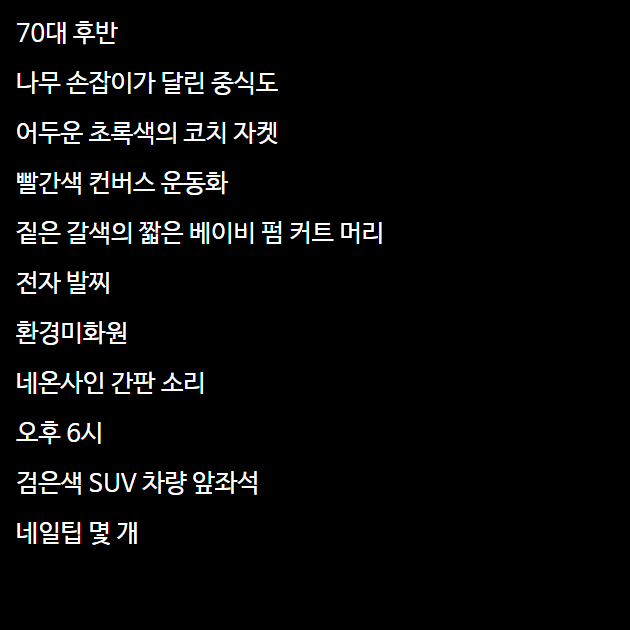 70대 후반
나무 손잡이가 달린 중식도
어두운 초록색의 코치 자켓
빨간색 컨버스 운동화
짙은 갈색의 짧은 베이비 펌 커트 머리
전자 발찌
환경미화원
네온사인 간판 소리
오후 6시
검은색 SUV 차량 앞좌석
네일팁 몇 개